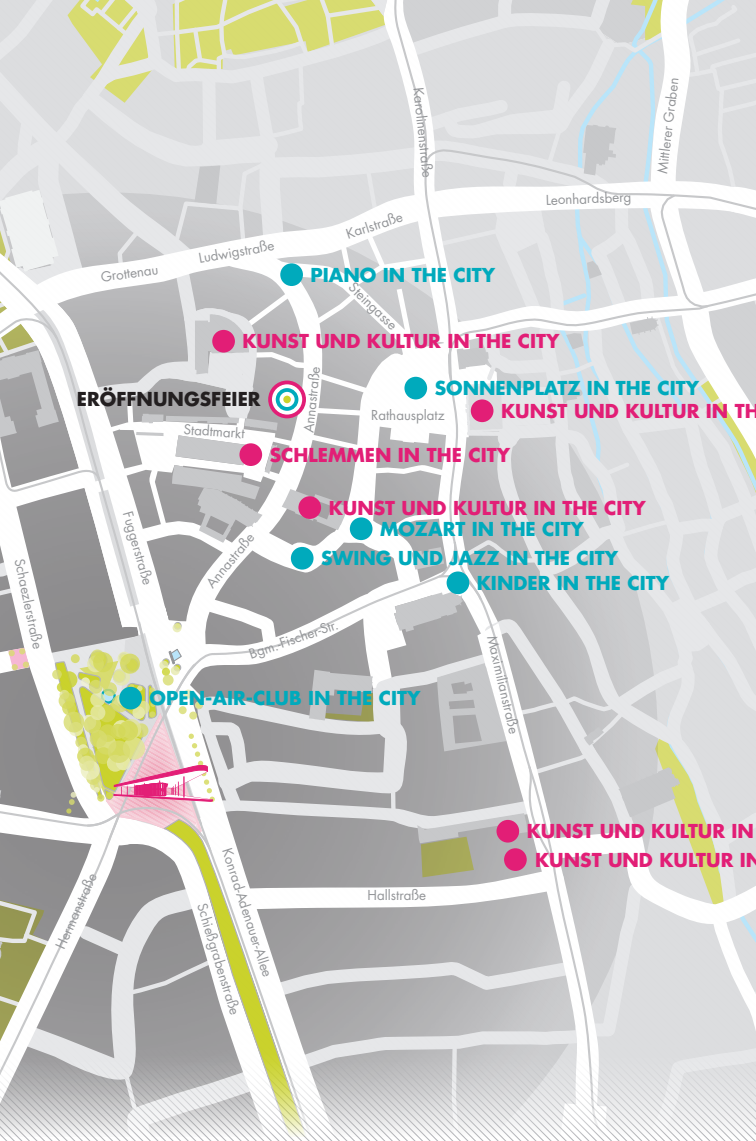 Karolinenstraße
Mittlerer Graben
Leonhardsberg
Karlstraße
Ludwigstraße
Grottenau
PIANO IN THE CITY
Steingasse
KUNST UND KULTUR IN THE CITY
Annastraße
SONNENPLATZ IN THE CITY
ERÖFFNUNGSFEIER
KUNST UND KULTUR IN TH
Rathausplatz
Stadtmarkt
SCHLEMMEN IN THE CITY
KUNST UND KULTUR IN THE CITY
MOZART IN THE CITY
Fuggerstraße
Annastraße
SWING UND JAZZ IN THE CITY
KINDER IN THE CITY
Schaezlerstraße
Bgm.-Fischer-Str.
Maximilianstraße
OPEN-AIR-CLUB IN THE CITY
KUNST UND KULTUR IN
KUNST UND KULTUR IN
Hallstraße
Hermanstraße
Konrad-Adenauer-Allee
Schießgrabenstraße